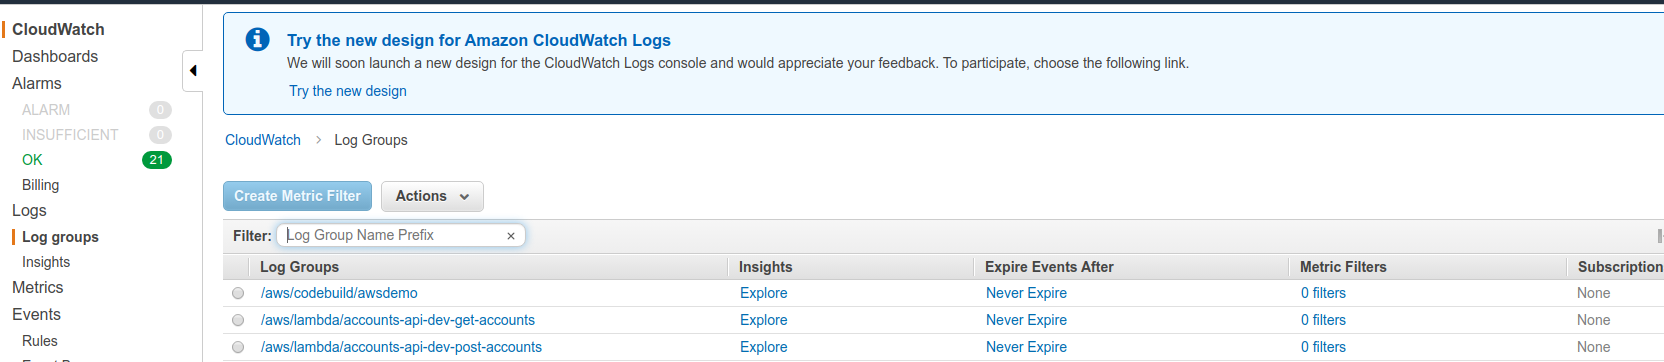 CloudWatch
Dashboards
Alarms
ALARM 0
INSUFFICIENT 0
OK 21
Billing
Logs
Log groups
Insights
Metrics
Events
Rules
Try the new design for Amazon CloudWatch Logs
We will soon launch a new design for the CloudWatch Logs console and would appreciate your feedback. To participate, choose the following link.
Try the new design
CloudWatch > Log Groups
Create Metric Filter Actions
Filter: Log Group Name Prefix ×
Log Groups Insights Expire Events After Metric Filters Subscription
/aws/codebuild/awsdemo Explore Never Expire 0 filters None
/aws/lambda/accounts-api-dev-get-accounts Explore Never Expire 0 filters None
/aws/lambda/accounts-api-dev-post-accounts Explore Never Expire 0 filters None